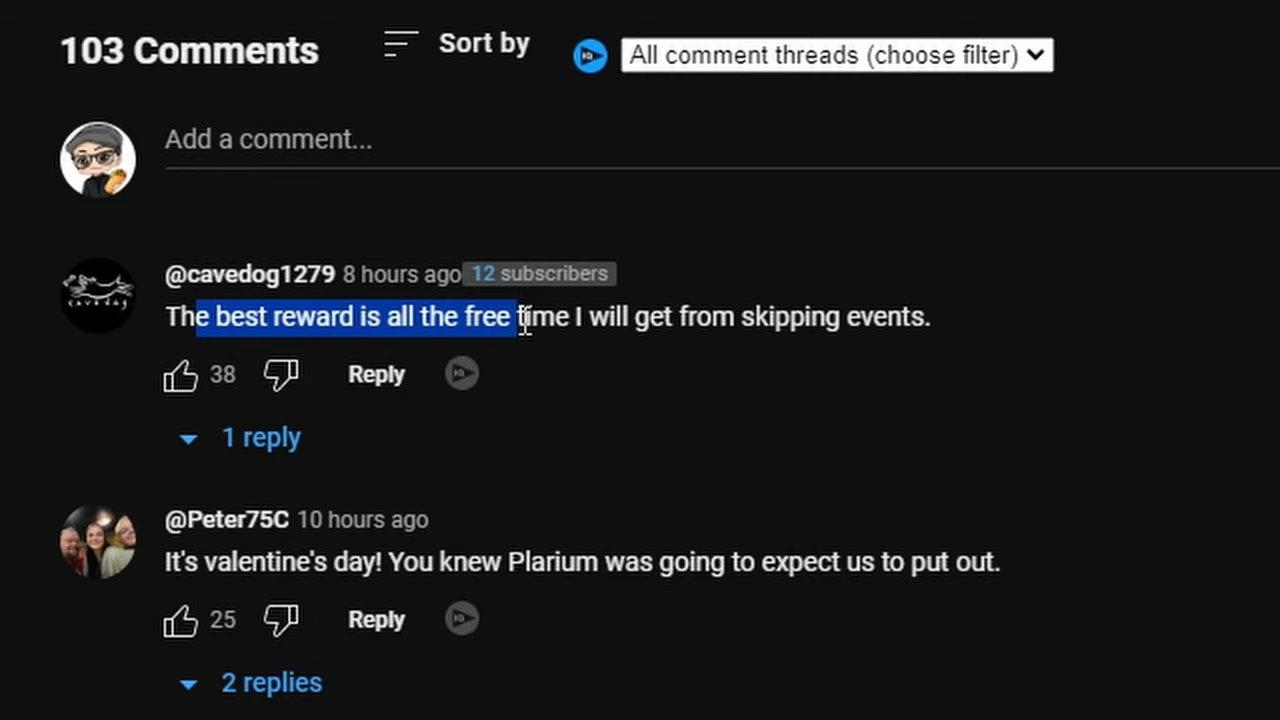 103 Comments
Sort by
All comment threads (choose filter)
Add a comment...
@cavedog1279 8 hours ago 12 subscribers
The best reward is all the free time I will get from skipping events.
38
Reply
1 reply
@Peter75C 10 hours ago
It's valentine's day! You knew Plarium was going to expect us to put out.
25
Reply
2 replies